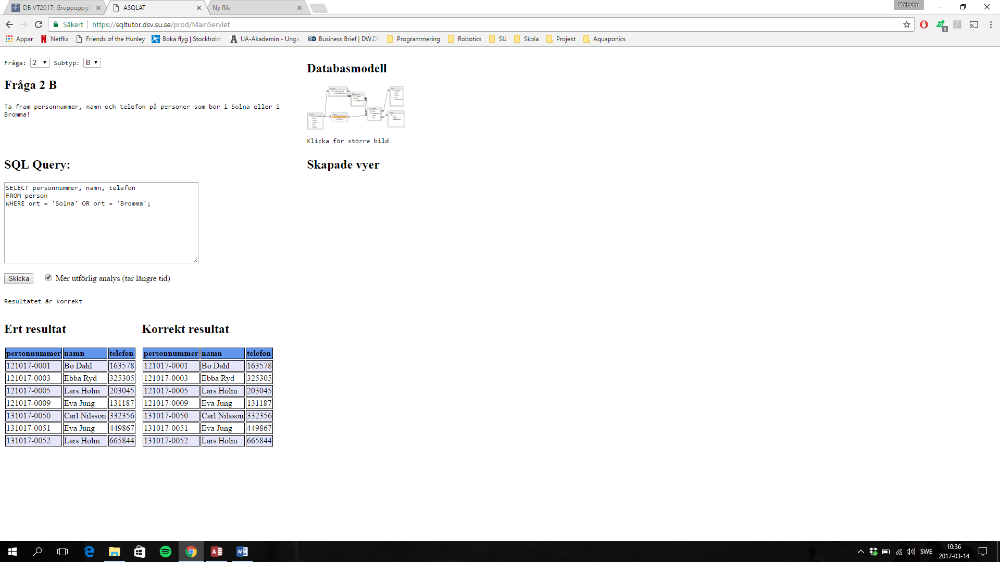 DB VT2017: Gruppuppgif
ASQLAT
Ny flik
Wilhelm
Säkert
https://sqltutor.dsv.su.se/prod/MainServlet
0
Appar
Netflix
Friends of the Hunley
Boka flyg | Stockholm
UA-Akademin - Unga
Business Brief | DW.DE
Programmering
Robotics
SU
Skola
Projekt
Aquaponics
Fråga: 2 Subtyp: B
Fråga 2 B
Ta fram personnummer, namn och telefon på personer som bor i Solna eller i
Bromma!
Databasmodell
Klicka för större bild
SQL Query:
Skapade vyer
SELECT personnummer, namn, telefon
FROM person
WHERE ort = 'Solna' OR ort = 'Bromma';
Skicka
Mer utförlig analys (tar längre tid)
Resultatet är korrekt
Ert resultat
personnummer namn telefon
121017-0001 Bo Dahl 163578
121017-0003 Ebba Ryd 325305
121017-0005 Lars Holm 203045
121017-0009 Eva Jung 131187
131017-0050 Carl Nilsson 332356
131017-0051 Eva Jung 449867
131017-0052 Lars Holm 665844
Korrekt resultat
personnummer namn telefon
121017-0001 Bo Dahl 163578
121017-0003 Ebba Ryd 325305
121017-0005 Lars Holm 203045
121017-0009 Eva Jung 131187
131017-0050 Carl Nilsson 332356
131017-0051 Eva Jung 449867
131017-0052 Lars Holm 665844
SWE
10:36
2017-03-14